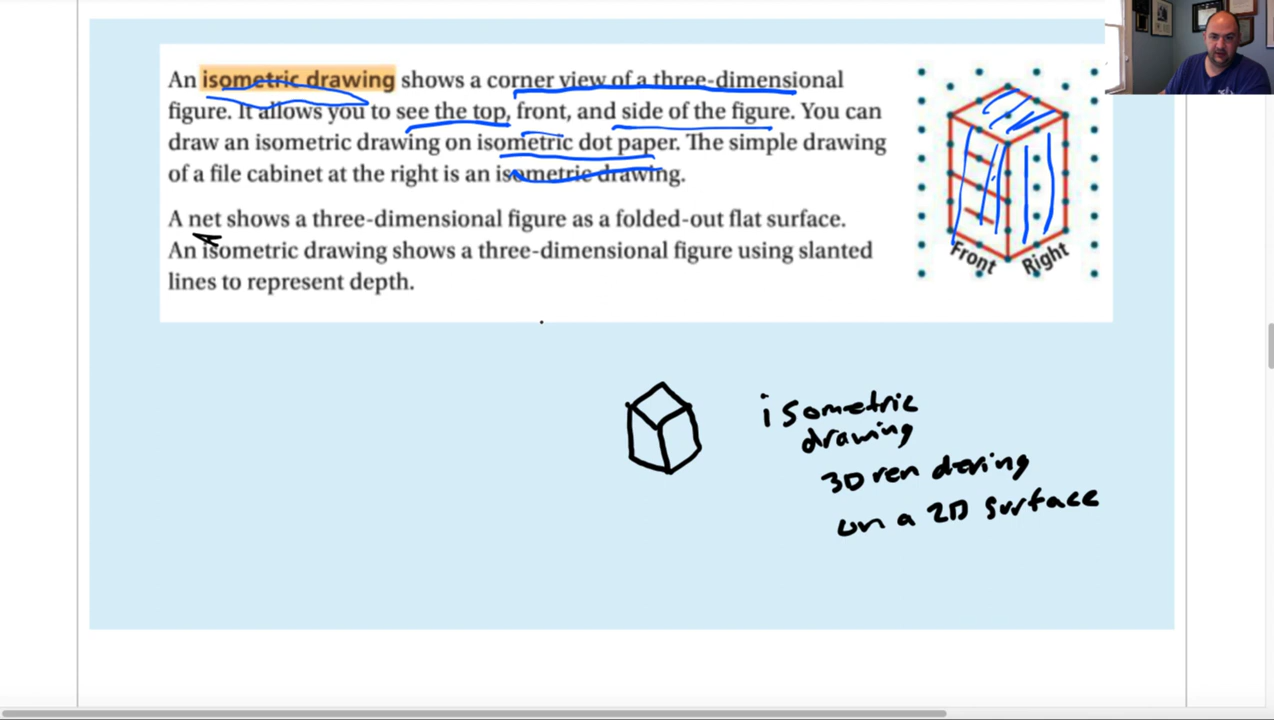 An isometric drawing shows a corner view of a three-dimensional
figure. It allows you to see the top, front, and side of the figure. You can
draw an isometric drawing on isometric dot paper. The simple drawing
of a file cabinet at the right is an isometric drawing.
A net shows a three-dimensional figure as a folded-out flat surface.
An isometric drawing shows a three-dimensional figure using slanted
lines to represent depth.
Front
Right
isometric
drawing
3D rendering
on a 2D surface